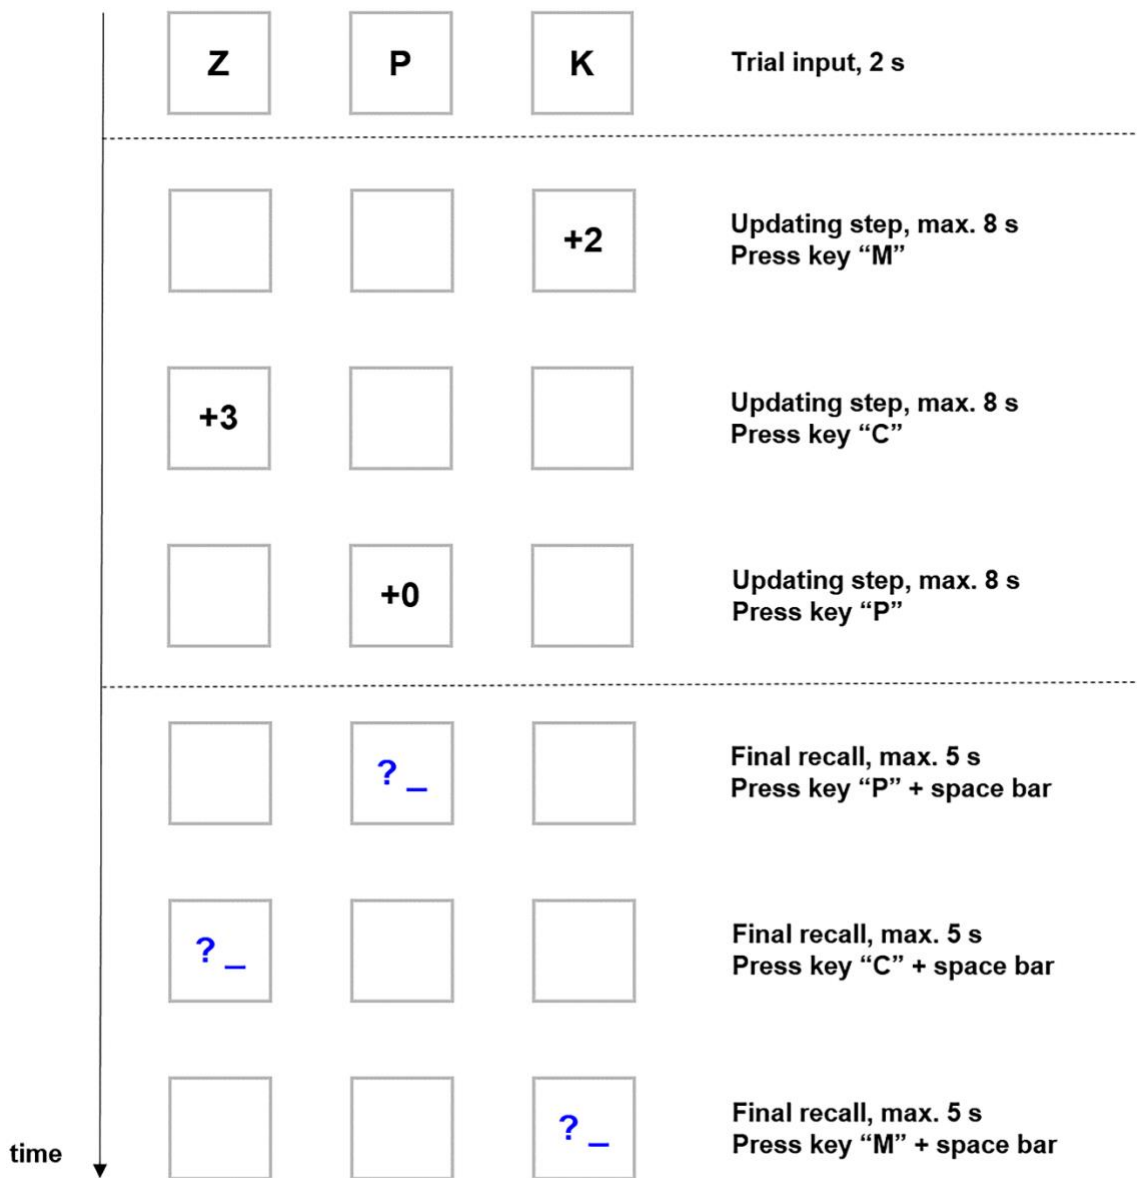 Z P K Trial input, 2 s
+2 Updating step, max. 8 s
Press key “M”
+3 Updating step, max. 8 s
Press key “C”
+0 Updating step, max. 8 s
Press key “P”
? _ Final recall, max. 5 s
Press key “P” + space bar
? _ Final recall, max. 5 s
Press key “C” + space bar
? _ Final recall, max. 5 s
Press key “M” + space bar
time